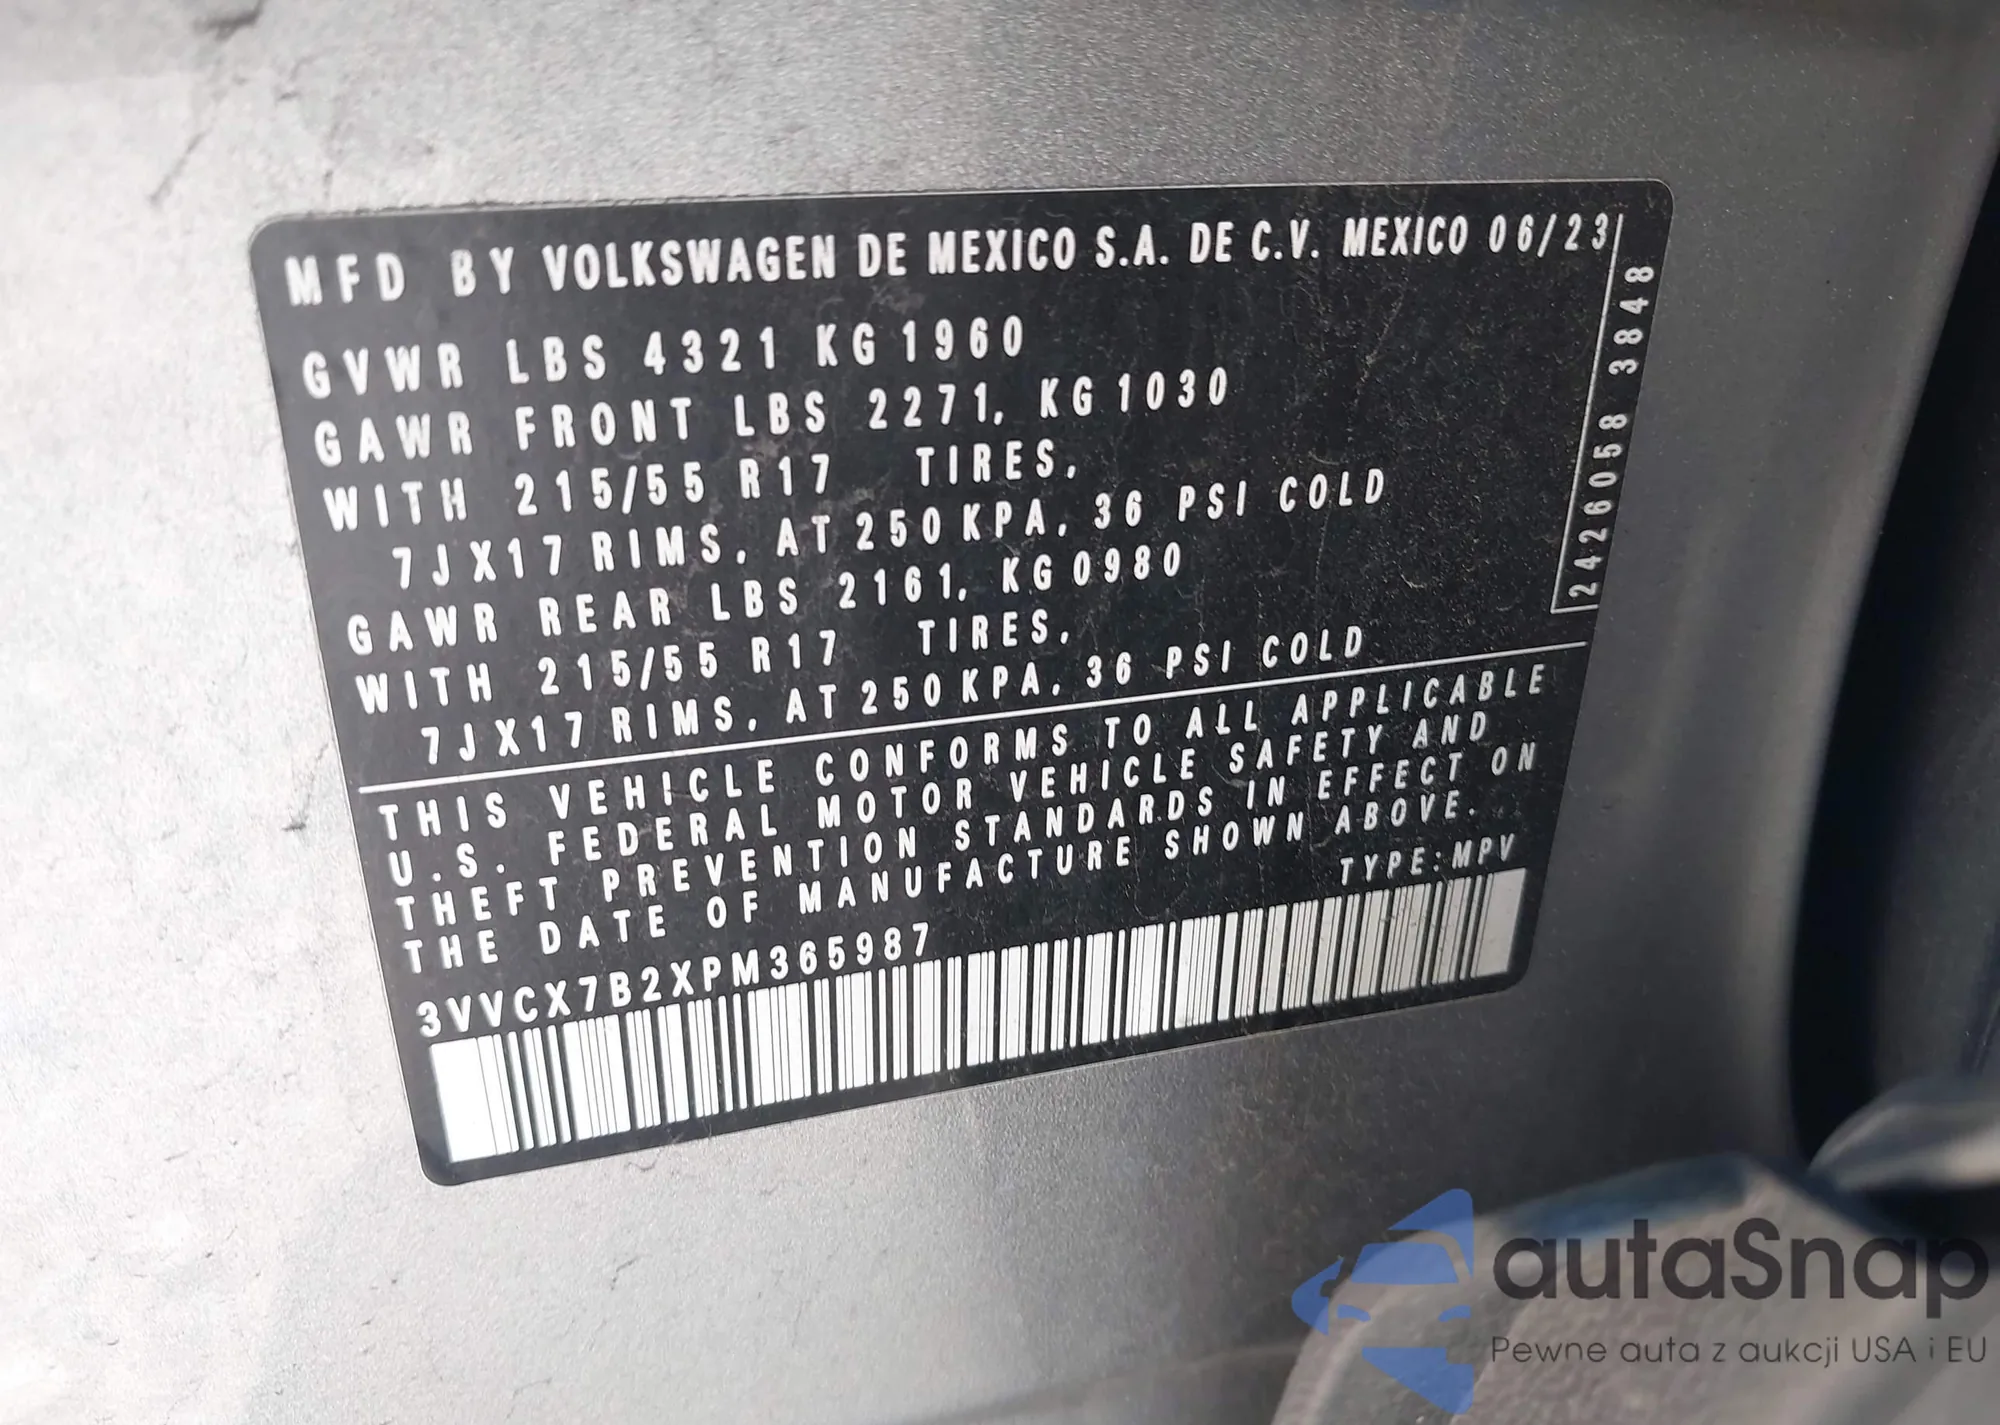 MFD BY VOLKSWAGEN DE MEXICO S.A. DE C.V. MEXICO 06/23
GVWR LBS 4321 KG 1960
GAWR FRONT LBS 2271, KG 1030
WITH 215/55 R17 TIRES,
7JX17 RIMS, AT 250 KPA, 36 PSI COLD
GAWR REAR LBS 2161, KG 0980
WITH 215/55 R17 TIRES,
7JX17 RIMS, AT 250 KPA, 36 PSI COLD
2426058 3848
THIS VEHICLE CONFORMS TO ALL APPLICABLE
U.S. FEDERAL MOTOR VEHICLE SAFETY AND
THEFT PREVENTION STANDARDS IN EFFECT ON
THE DATE OF MANUFACTURE SHOWN ABOVE.
TYPE: MPV
3VVCX7B2XPM365987
autaSnap
Pewne auta z aukcji USA i EU